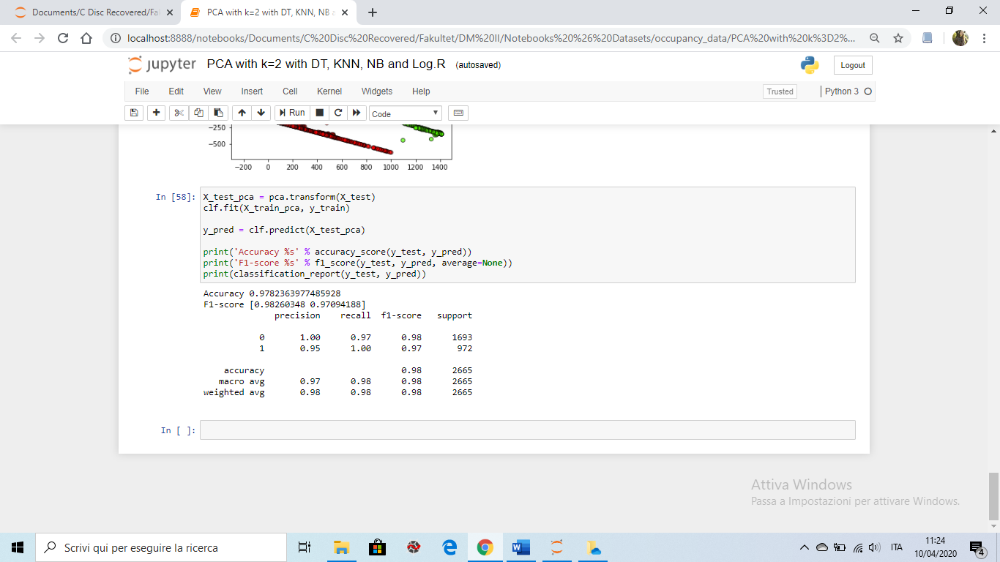 Documents/C Disc Recovered/Fa
PCA with k=2 with DT, KNN, NB a
localhost:8888/notebooks/Documents/C%20Disc%20Recovered/Fakultet/DM%20II/Notebooks%20%26%20Datasets/occupancy_data/PCA%20with%20k%3D2%...
jupyter PCA with k=2 with DT, KNN, NB and Log.R (autosaved)
Logout
File Edit View Insert Cell Kernel Widgets Help
Trusted
Python 3
Run
Code
−250
−500
−200 0 200 400 600 800 1000 1200 1400
In [58]:
X_test_pca = pca.transform(X_test)
clf.fit(X_train_pca, y_train)
y_pred = clf.predict(X_test_pca)
print('Accuracy %s' % accuracy_score(y_test, y_pred))
print('F1-score %s' % f1_score(y_test, y_pred, average=None))
print(classification_report(y_test, y_pred))
Accuracy 0.9782363977485928
F1-score [0.98260348 0.97094188]
precision recall f1-score support
0 1.00 0.97 0.98 1693
1 0.95 1.00 0.97 972
accuracy 0.98 2665
macro avg 0.97 0.98 0.98 2665
weighted avg 0.98 0.98 0.98 2665
In [ ]:
Attiva Windows
Passa a Impostazioni per attivare Windows.
Scrivi qui per eseguire la ricerca
ITA
11:24
10/04/2020
4